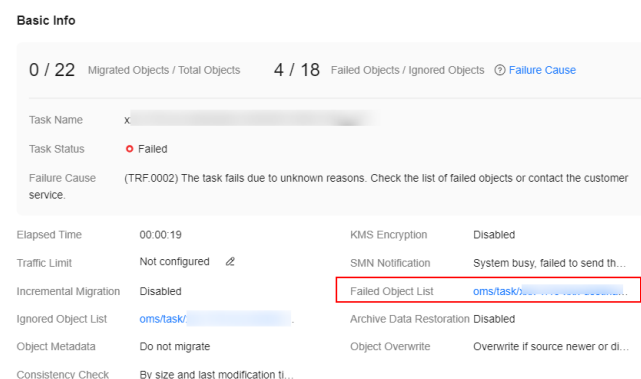 Basic Info
0 / 22 Migrated Objects / Total Objects 4 / 18 Failed Objects / Ignored Objects Failure Cause
Task Name x
Task Status Failed
Failure Cause (TRF.0002) The task fails due to unknown reasons. Check the list of failed objects or contact the customer
service.
Elapsed Time 00:00:19 KMS Encryption Disabled
Traffic Limit Not configured SMN Notification System busy, failed to send th...
Incremental Migration Disabled Failed Object List oms/task/
Ignored Object List oms/task/ Archive Data Restoration Disabled
Object Metadata Do not migrate Object Overwrite Overwrite if source newer or di...
Consistency Check By size and last modification ti...